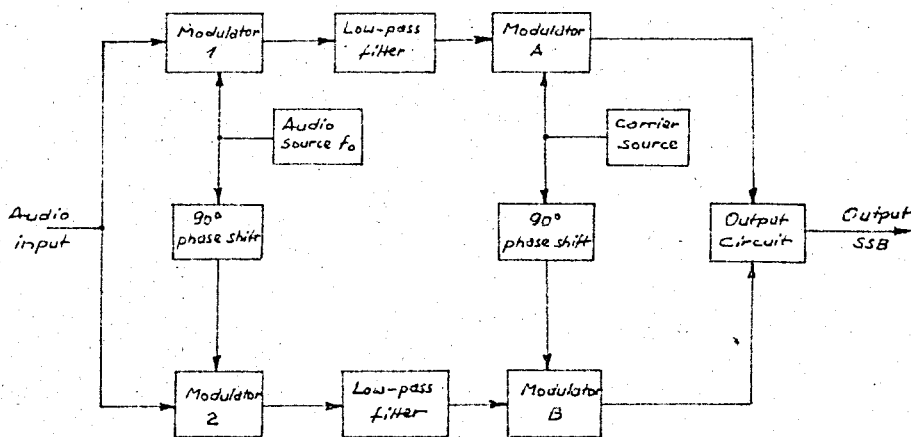 Modulator
1
Low-pass
filter
Modulator
A
Audio
source fo
Carrier
source
Audio
input
90°
phase shift
90°
phase shift
Output
Circuit
Output
SSB
Modulator
2
Low-pass
filter
Modulator
B